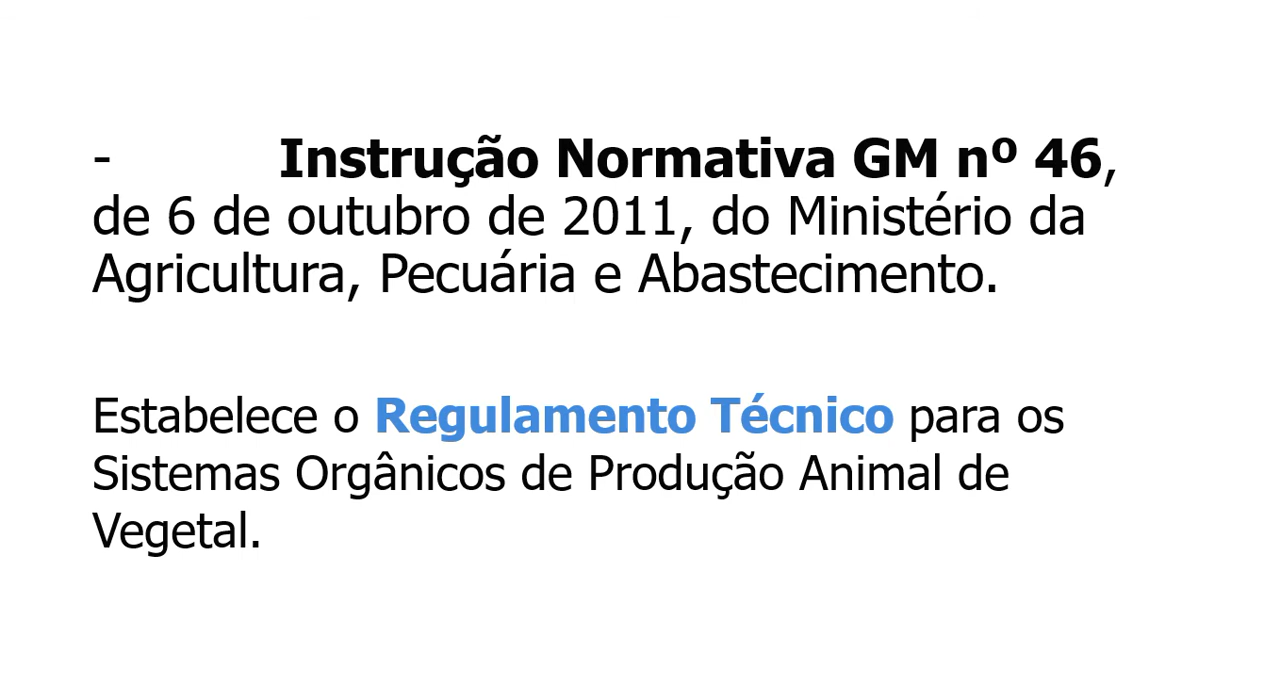 - Instrução Normativa GM nº 46,
de 6 de outubro de 2011, do Ministério da
Agricultura, Pecuária e Abastecimento.
Estabelece o Regulamento Técnico para os
Sistemas Orgânicos de Produção Animal de
Vegetal.